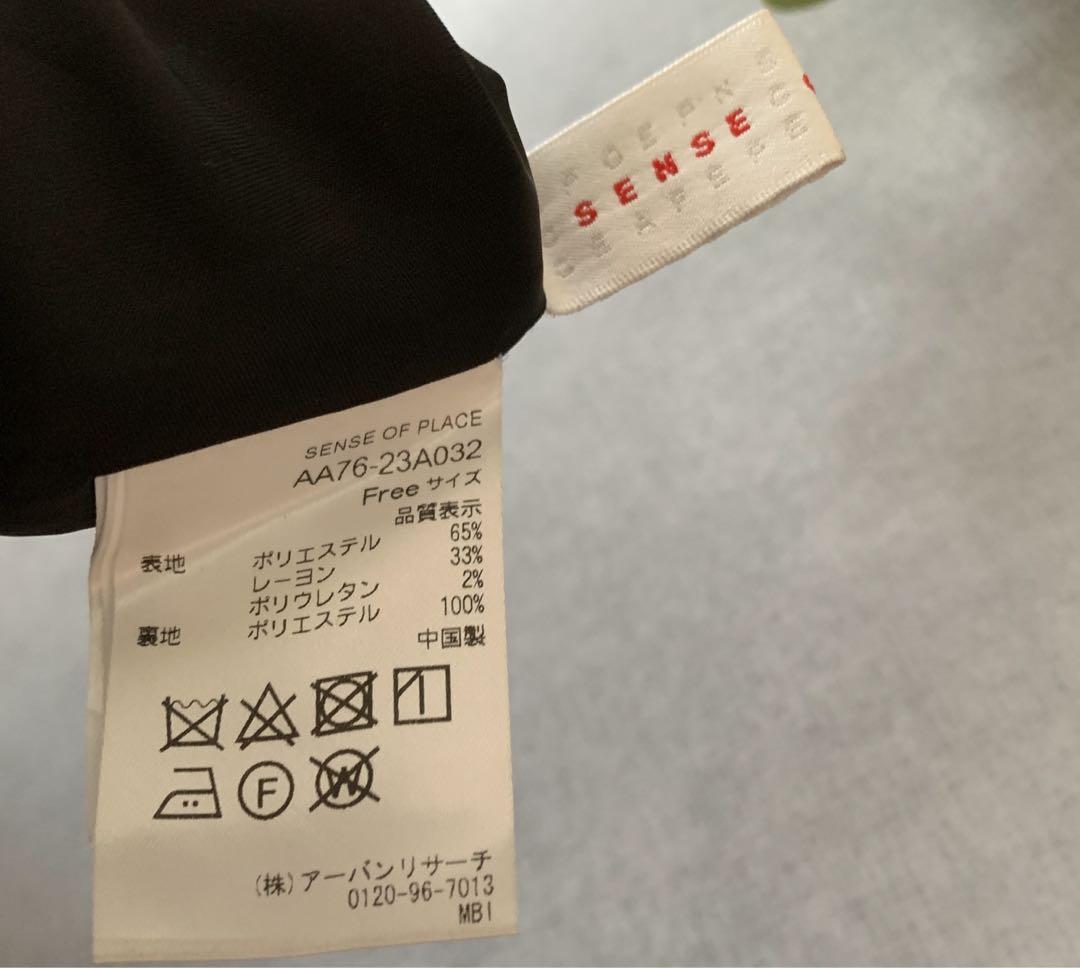 SENSE
SENSE OF PLACE
AA76-23A032
Free サイズ
品質表示
表地 ポリエステル 65%
レーヨン 33%
ポリウレタン 2%
裏地 ポリエステル 100%
中国製
F
W
(株)アーバンリサーチ
0120-96-7013
MBI